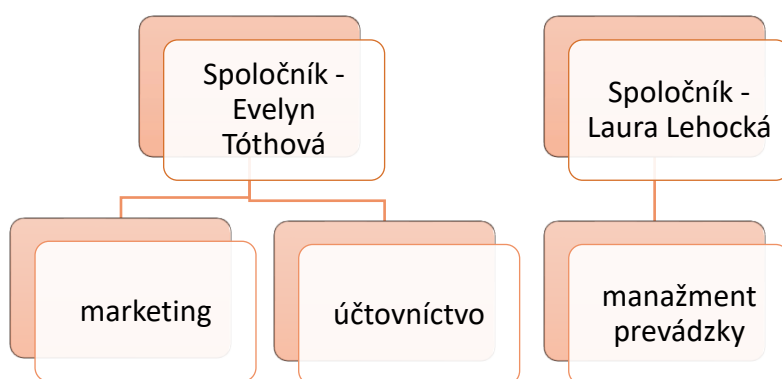 Spoločník -
Evelyn
Tóthová
Spoločník -
Laura Lehocká
marketing
účtovníctvo
manažment
prevádzky